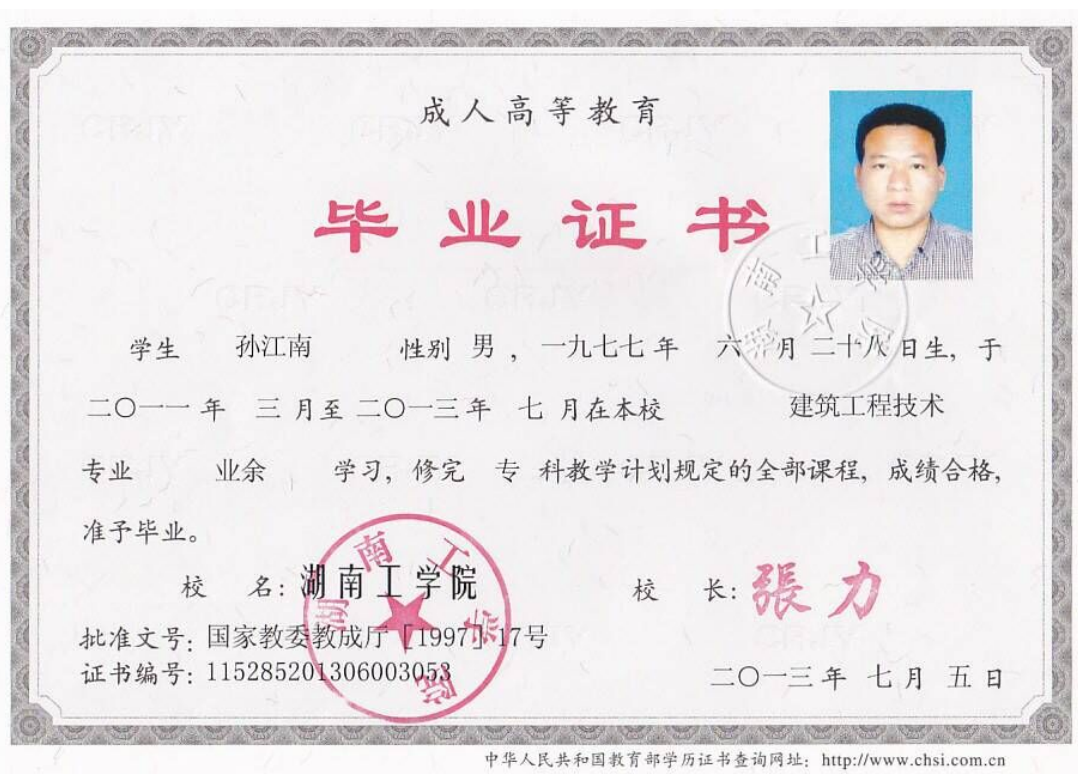 成人高等教育
毕业证书
学生 孙江南 性别 男 ，一九七七 年 六 月 二十八 日生，于
二〇一一 年 三 月至 二〇一三 年 七 月在本校 建筑工程技术
专业 业余 学习，修完 专 科教学计划规定的全部课程，成绩合格，
准予毕业。
校 名：湖南工学院
校 长：張力
批准文号：国家教委教成厅［1997］17号
证书编号：115285201306003053
二〇一三年 七月 五日
湖南工学院
中华人民共和国教育部学历证书查询网址：http://www.chsi.com.cn